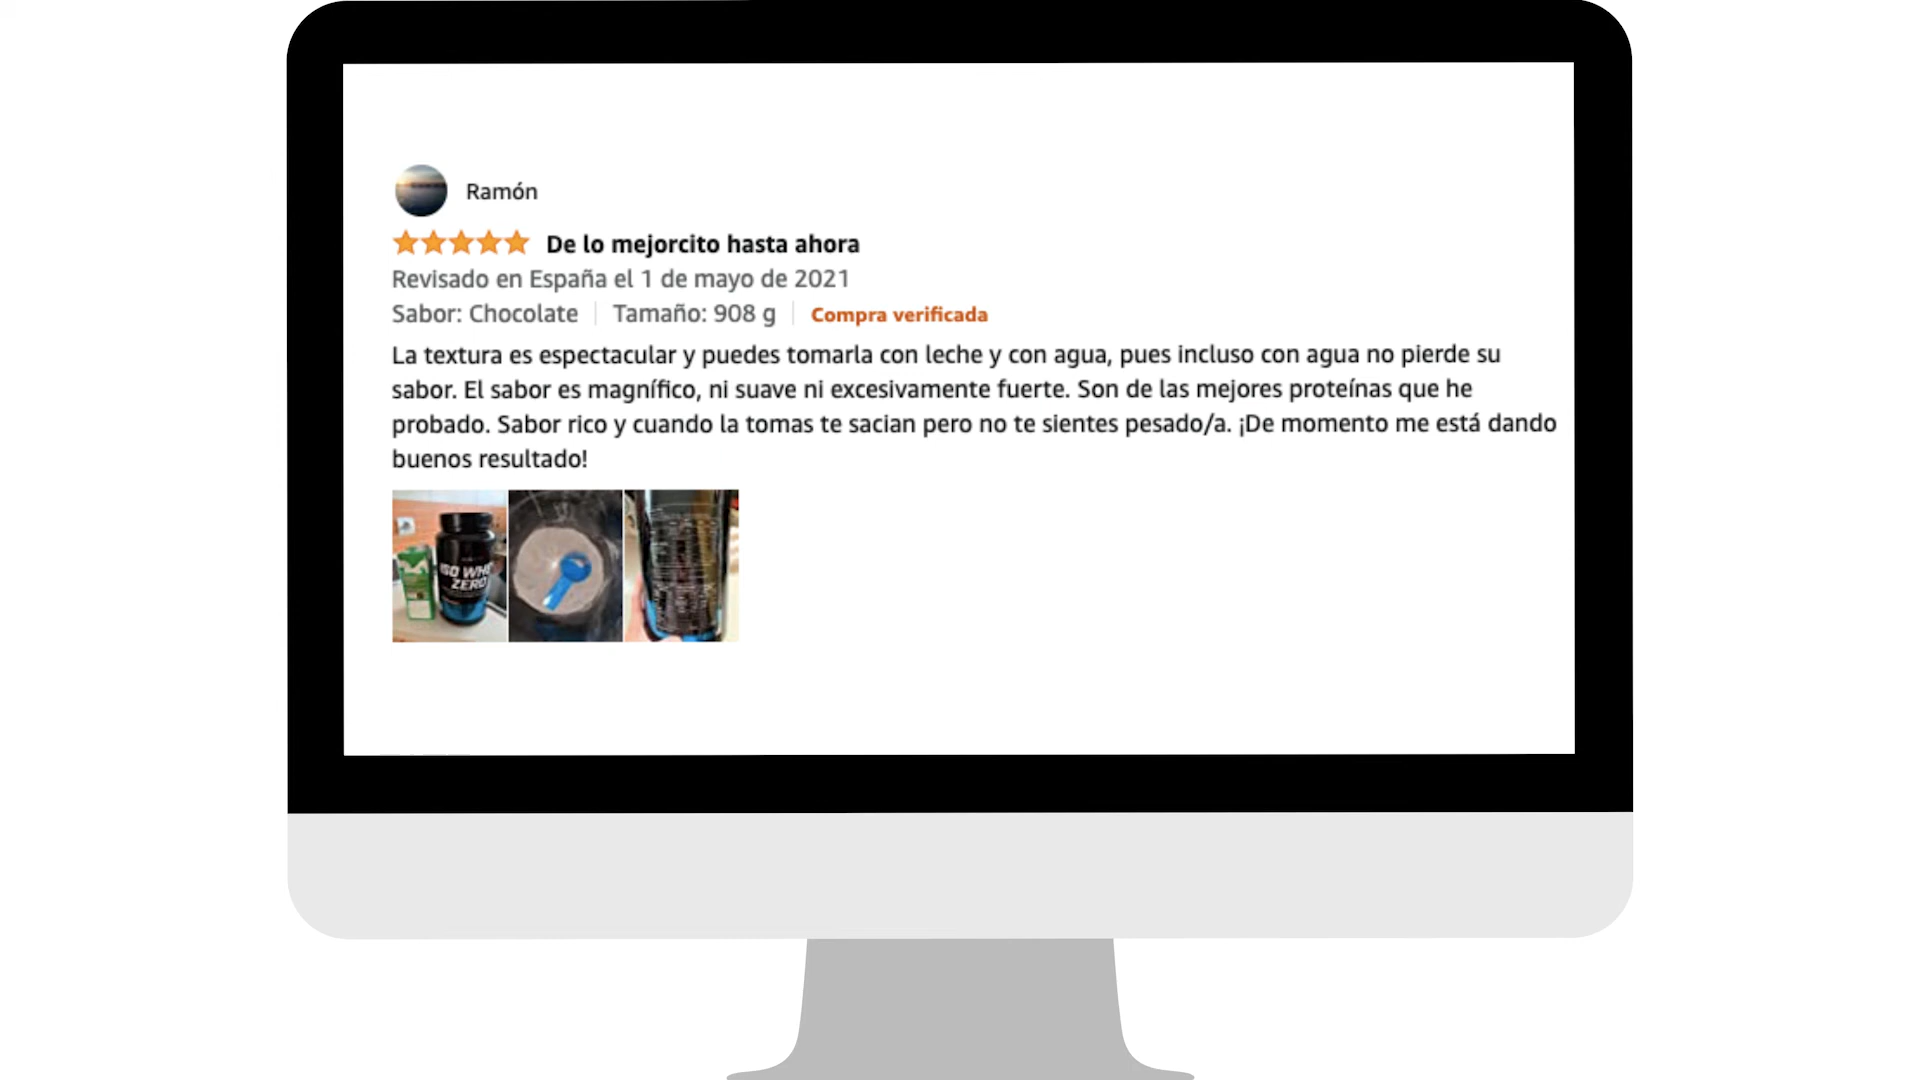 Ramón
De lo mejorcito hasta ahora
Revisado en España el 1 de mayo de 2021
Sabor: Chocolate | Tamaño: 908 g | Compra verificada
La textura es espectacular y puedes tomarla con leche y con agua, pues incluso con agua no pierde su
sabor. El sabor es magnífico, ni suave ni excesivamente fuerte. Son de las mejores proteínas que he
probado. Sabor rico y cuando la tomas te sacian pero no te sientes pesado/a. ¡De momento me está dando
buenos resultado!
ISO WHE
ZERO